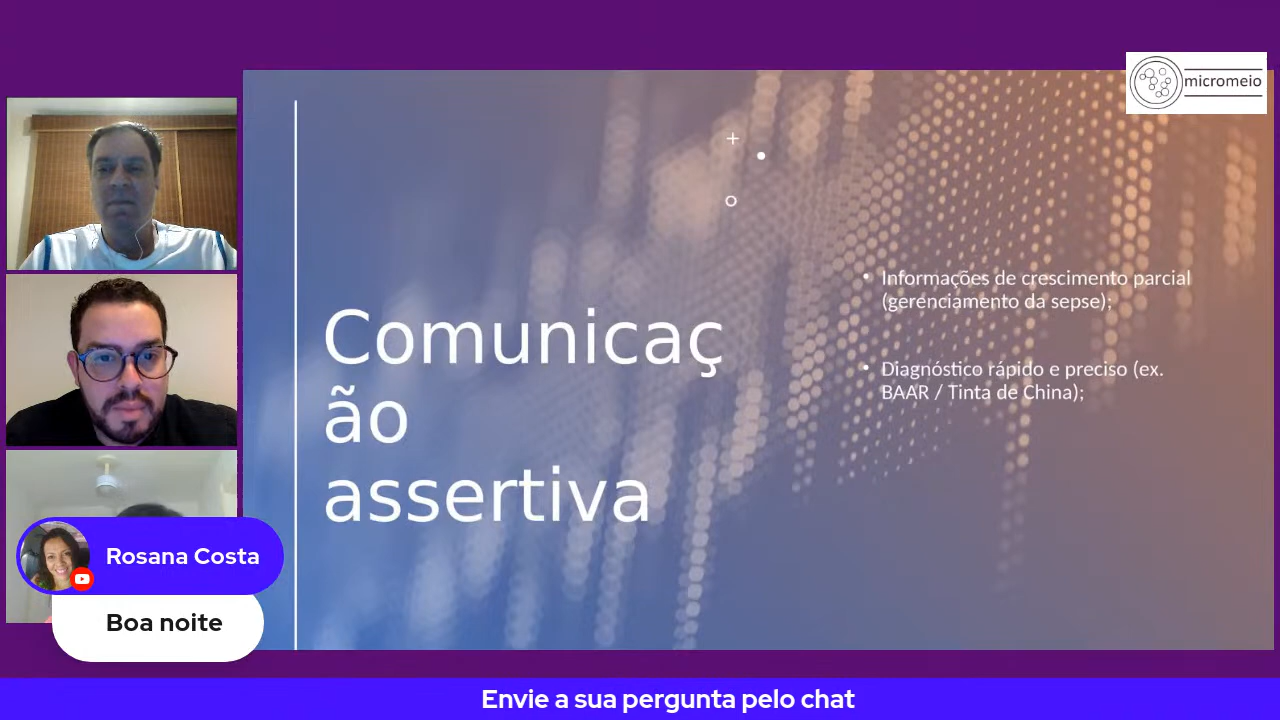 micromeio
Comunicaç
ão
assertiva
• Informações de crescimento parcial
(gerenciamento da sepse);
• Diagnóstico rápido e preciso (ex.
BAAR / Tinta de China);
Rosana Costa
Boa noite
Envie a sua pergunta pelo chat